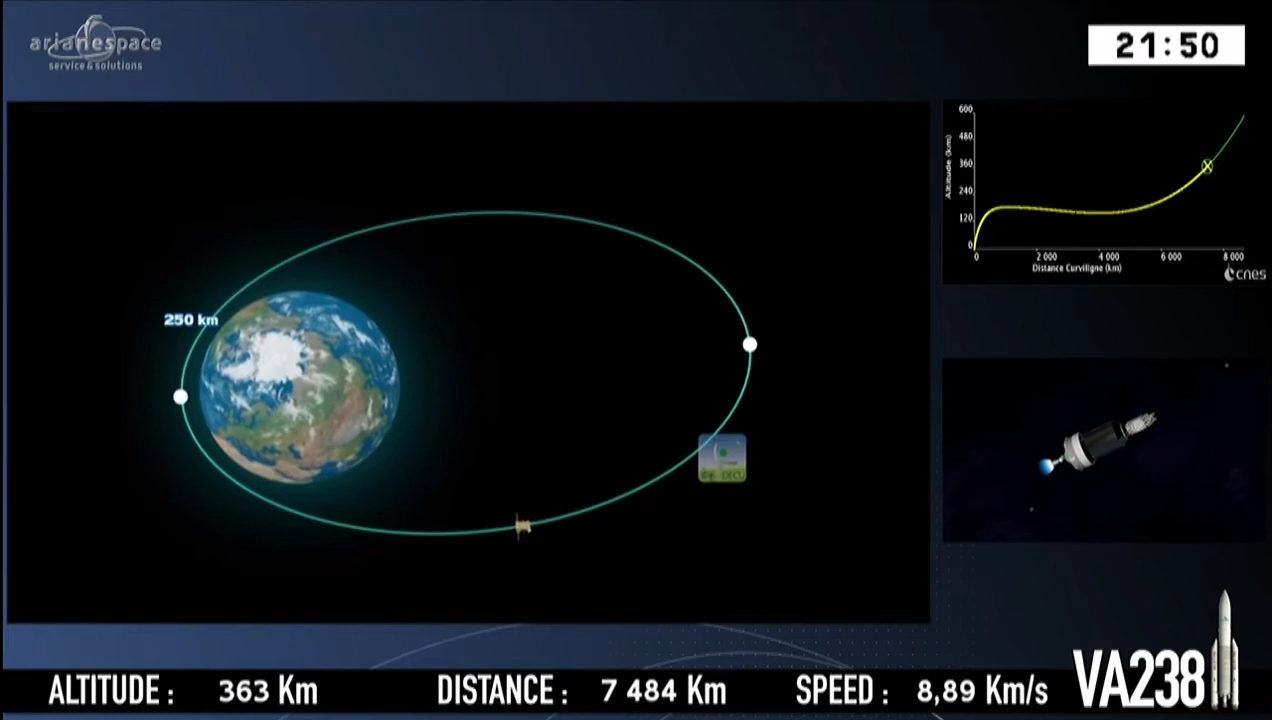 arianespace
service & solutions
21:50
250 km
Altitude (km)
600
480
360
240
120
0
0
2 000
4 000
6 000
8 000
Distance Curviligne (km)
cnes
DECU
ALTITUDE : 363 Km
DISTANCE : 7 484 Km
SPEED : 8,89 Km/s
VA238